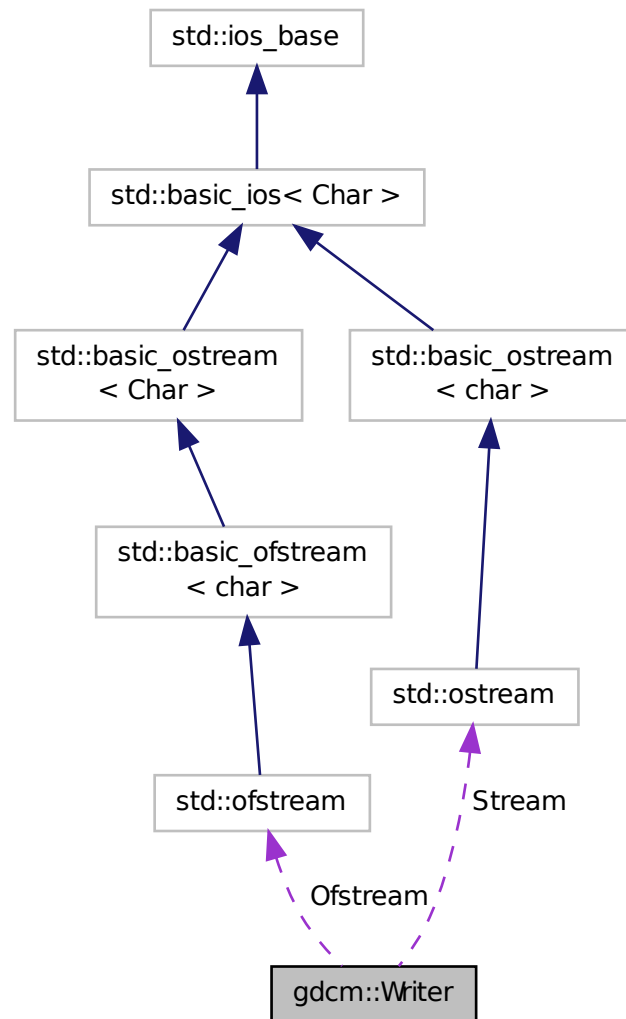 std::ios_base
std::basic_ios< Char >
std::basic_ostream
< Char >
std::basic_ostream
< char >
std::basic_ofstream
< char >
std::ostream
std::ofstream
Stream
Ofstream
gdcm::Writer